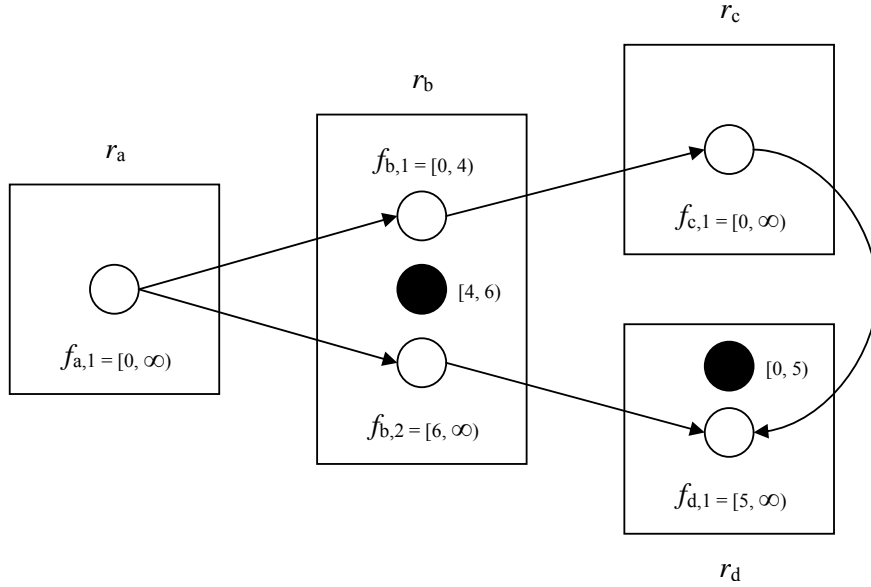 r_a
f_a,1 = [0, ∞)
r_b
f_b,1 = [0, 4)
[4, 6)
f_b,2 = [6, ∞)
r_c
f_c,1 = [0, ∞)
[0, 5)
f_d,1 = [5, ∞)
r_d